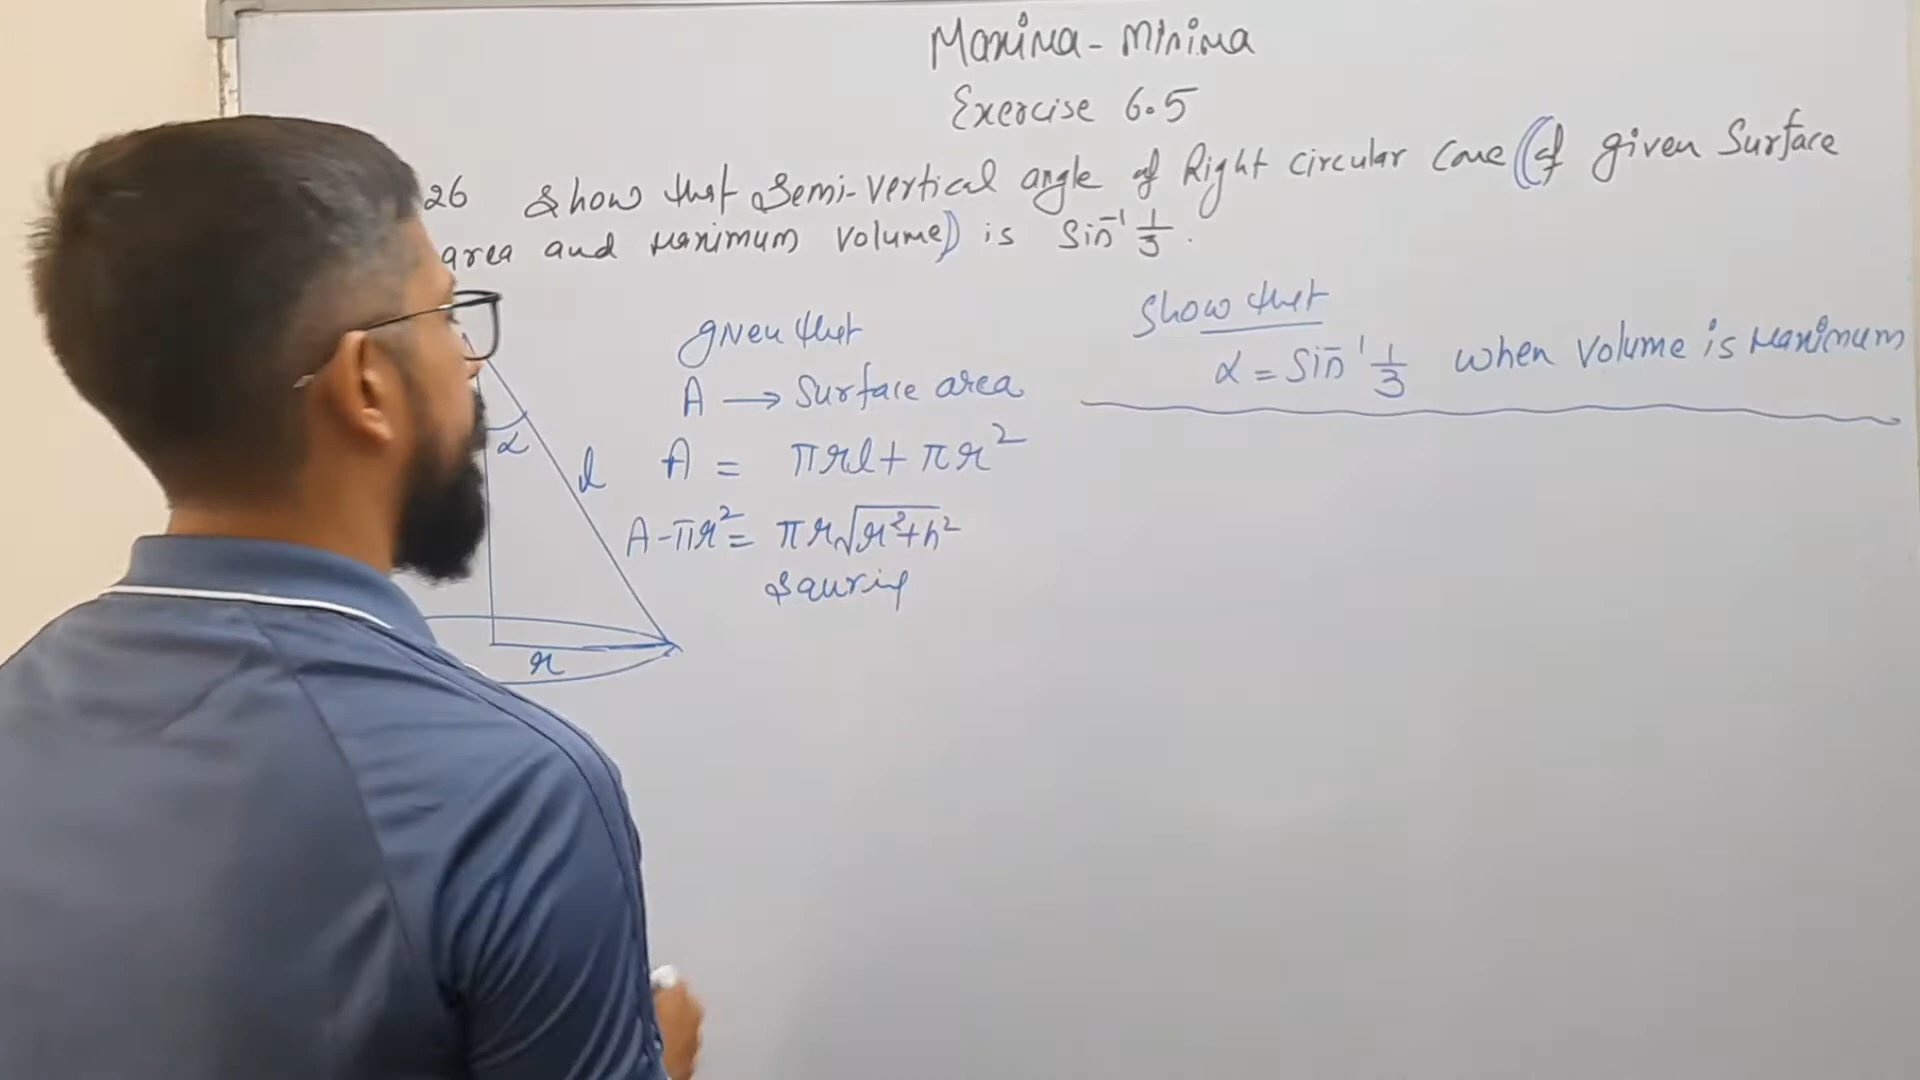 Maxima - Minima
Exercise 6.5
26 Show that Semi-vertical angle of Right circular cone (of given Surface
area and maximum volume) is Sin⁻¹ 1/3 .
given that
A → Surface area
A = πrl + πr²
A - πr² = πr√r²+h²
Squring
α
l
r
Show that
α = Sin⁻¹ 1/3 when volume is maximum